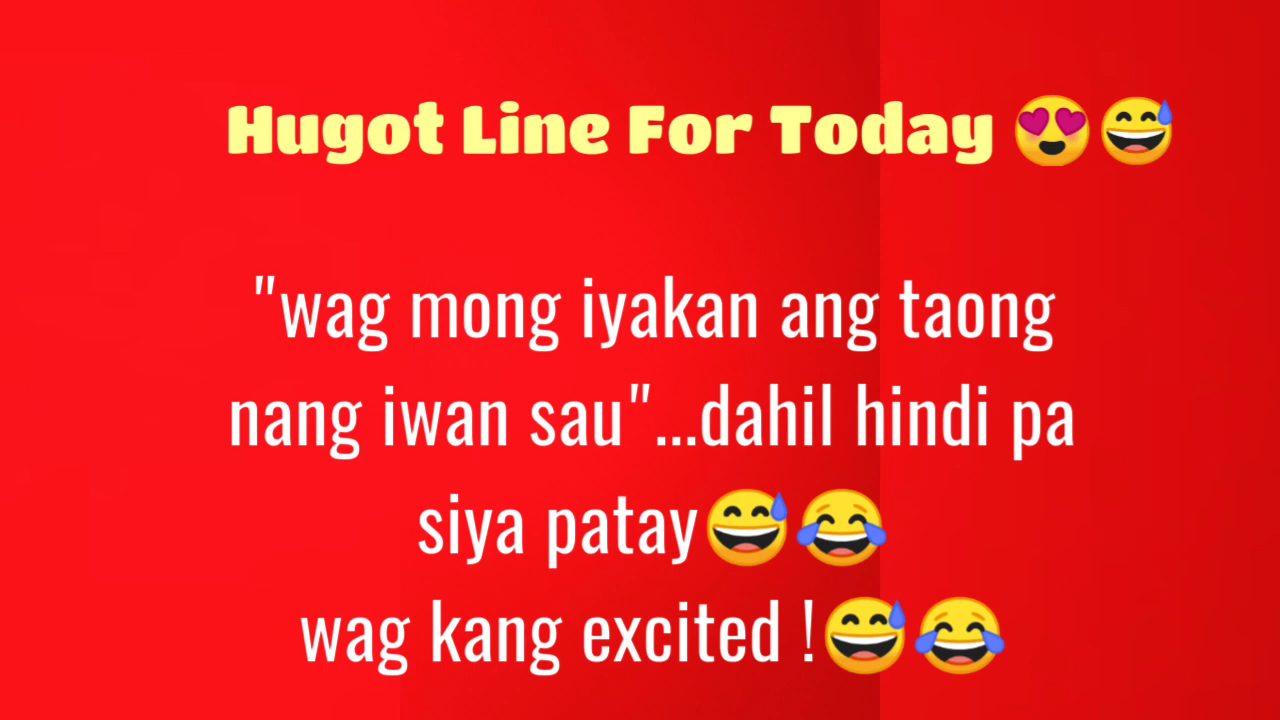 Hugot Line For Today 😍😅
"wag mong iyakan ang taong
nang iwan sau"...dahil hindi pa
siya patay😅😂
wag kang excited !😅😂